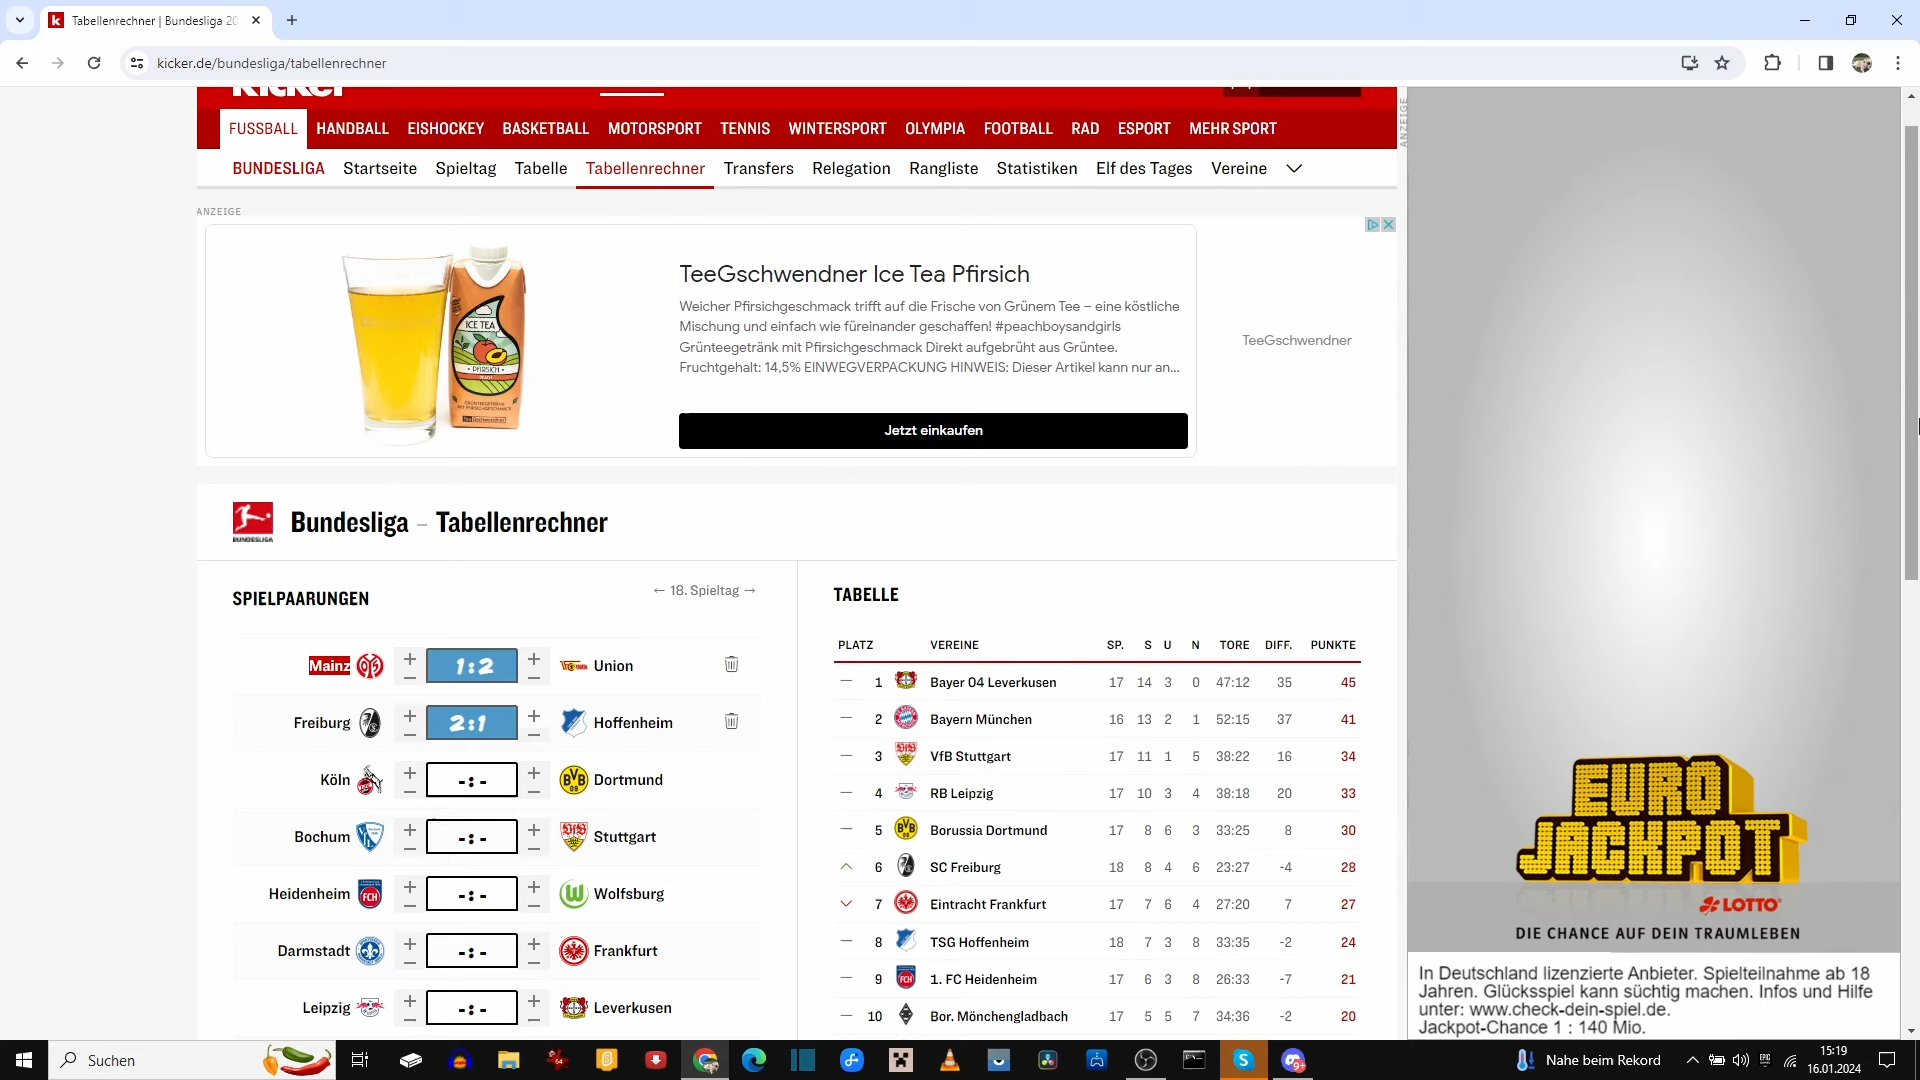 Tabellenrechner | Bundesliga 20
kicker.de/bundesliga/tabellenrechner
kicker
FUSSBALL HANDBALL EISHOCKEY BASKETBALL MOTORSPORT TENNIS WINTERSPORT OLYMPIA FOOTBALL RAD ESPORT MEHR SPORT
BUNDESLIGA Startseite Spieltag Tabelle Tabellenrechner Transfers Relegation Rangliste Statistiken Elf des Tages Vereine
ANZEIGE
ANZEIGE
TeeGschwendner Ice Tea Pfirsich
Weicher Pfirsichgeschmack trifft auf die Frische von Grünem Tee – eine köstliche
Mischung und einfach wie füreinander geschaffen! #peachboysandgirls
Grünteegetränk mit Pfirsichgeschmack Direkt aufgebrüht aus Grüntee.
Fruchtgehalt: 14,5% EINWEGVERPACKUNG HINWEIS: Dieser Artikel kann nur an...
TeeGschwendner
Jetzt einkaufen
ICE TEA
PFIRSICH
BUNDESLIGA
Bundesliga – Tabellenrechner
SPIELPAARUNGEN
← 18. Spieltag →
Mainz + − 1:2 + − Union
Freiburg + − 2:1 + − Hoffenheim
Köln + − -:- + − Dortmund
Bochum + − -:- + − Stuttgart
Heidenheim + − -:- + − Wolfsburg
Darmstadt + − -:- + − Frankfurt
Leipzig + − -:- + − Leverkusen
TABELLE
PLATZ VEREINE SP. S U N TORE DIFF. PUNKTE
— 1 Bayer 04 Leverkusen 17 14 3 0 47:12 35 45
— 2 Bayern München 16 13 2 1 52:15 37 41
— 3 VfB Stuttgart 17 11 1 5 38:22 16 34
— 4 RB Leipzig 17 10 3 4 38:18 20 33
— 5 Borussia Dortmund 17 8 6 3 33:25 8 30
6 SC Freiburg 18 8 4 6 23:27 -4 28
7 Eintracht Frankfurt 17 7 6 4 27:20 7 27
— 8 TSG Hoffenheim 18 7 3 8 33:35 -2 24
— 9 1. FC Heidenheim 17 6 3 8 26:33 -7 21
— 10 Bor. Mönchengladbach 17 5 5 7 34:36 -2 20
EURO
JACKPOT
LOTTO
DIE CHANCE AUF DEIN TRAUMLEBEN
In Deutschland lizenzierte Anbieter. Spielteilnahme ab 18
Jahren. Glücksspiel kann süchtig machen. Infos und Hilfe
unter: www.check-dein-spiel.de.
Jackpot-Chance 1 : 140 Mio.
Suchen
Nahe beim Rekord
15:19
16.01.2024